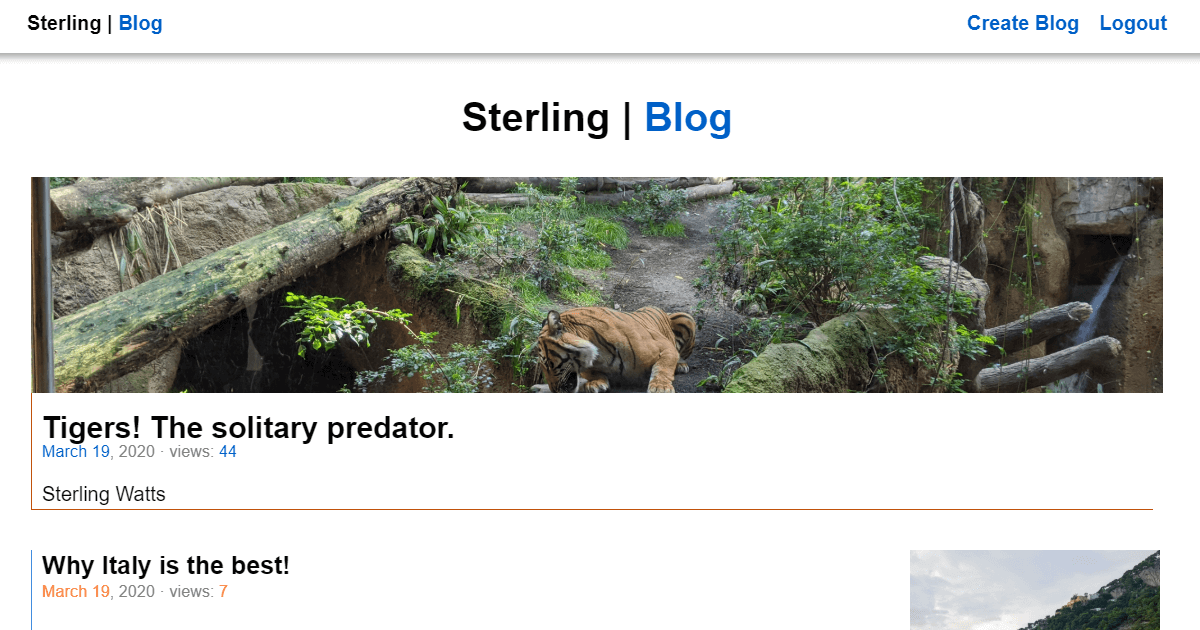 Sterling | Blog
Create Blog Logout
Sterling | Blog
Tigers! The solitary predator.
March 19, 2020 · views: 44
Sterling Watts
Why Italy is the best!
March 19, 2020 · views: 7